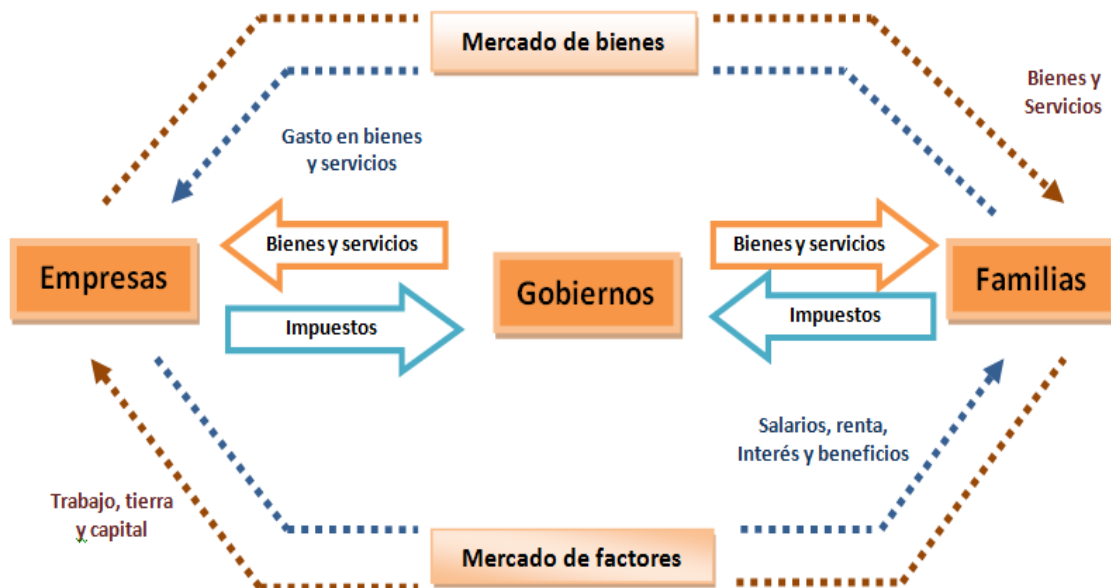 Mercado de bienes
Bienes y
Servicios
Gasto en bienes
y servicios
Bienes y servicios
Bienes y servicios
Empresas
Gobiernos
Familias
Impuestos
Impuestos
Salarios, renta,
Interés y beneficios
Trabajo, tierra
y capital
Mercado de factores